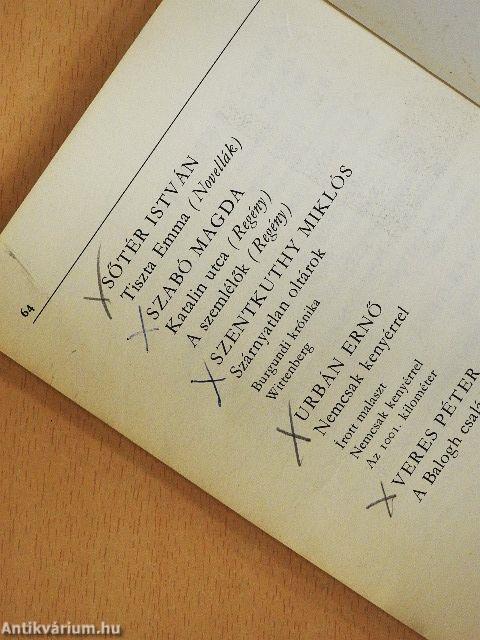 64
SŐTÉR ISTVÁN
Tiszta Emma (Novellák)
SZABÓ MAGDA
Katalin utca (Regény)
A szemlélők (Regény)
SZENTKUTHY MIKLÓS
Szárnyatlan oltárok
Burgundi krónika
Wittenberg
URBÁN ERNŐ
Nemcsak kenyérrel
Írott malaszt
Nemcsak kenyérrel
Az 1001. kilométer
VERES PÉTER
A Balogh
Antikvárium.hu